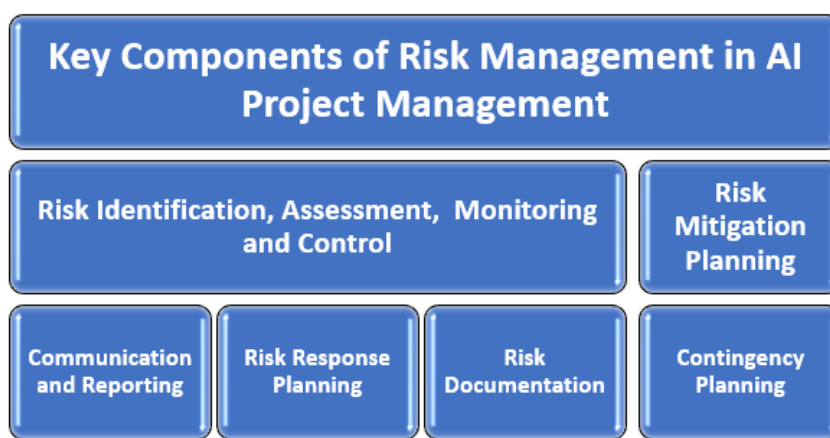 Key Components of Risk Management in AI
Project Management
Risk Identification, Assessment, Monitoring
and Control
Risk
Mitigation
Planning
Communication
and Reporting
Risk Response
Planning
Risk
Documentation
Contingency
Planning